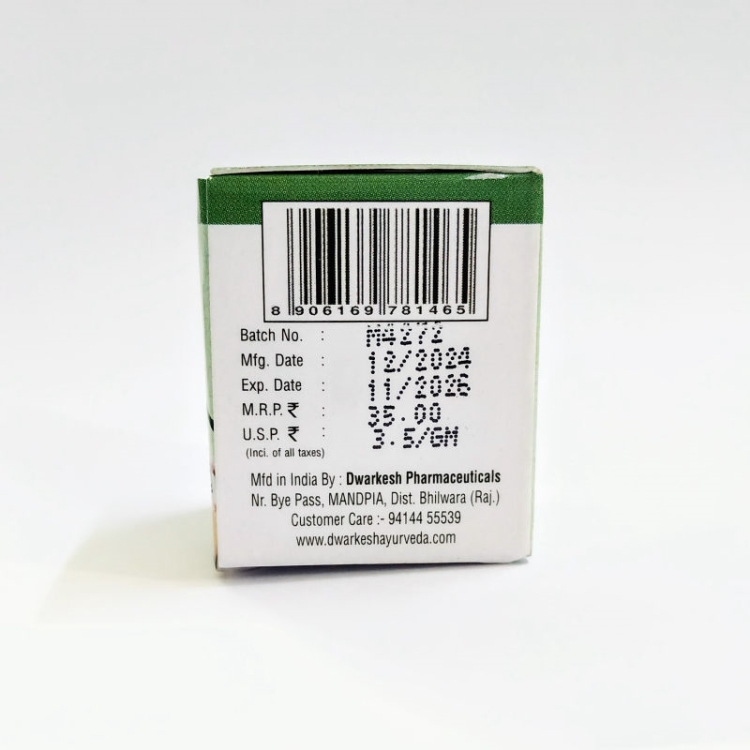 8 906169 781465
Batch No. : M4272
Mfg. Date : 12/2024
Exp. Date : 11/2026
M.R.P. ₹ : 35.00
U.S.P. ₹ : 3.5/GM
(Incl. of all taxes)
Mfd in India By : Dwarkesh Pharmaceuticals
Nr. Bye Pass, MANDPIA, Dist. Bhilwara (Raj.)
Customer Care :- 94144 55539
www.dwarkeshayurveda.com